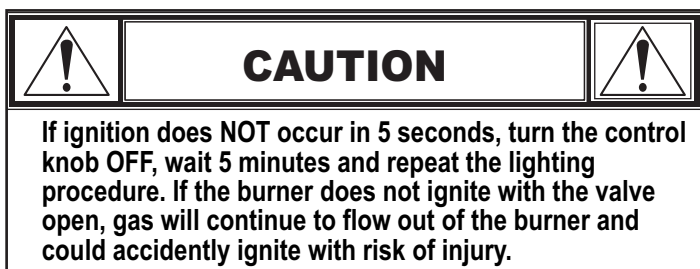 CAUTION
If ignition does NOT occur in 5 seconds, turn the control
knob OFF, wait 5 minutes and repeat the lighting
procedure. If the burner does not ignite with the valve
open, gas will continue to flow out of the burner and
could accidently ignite with risk of injury.